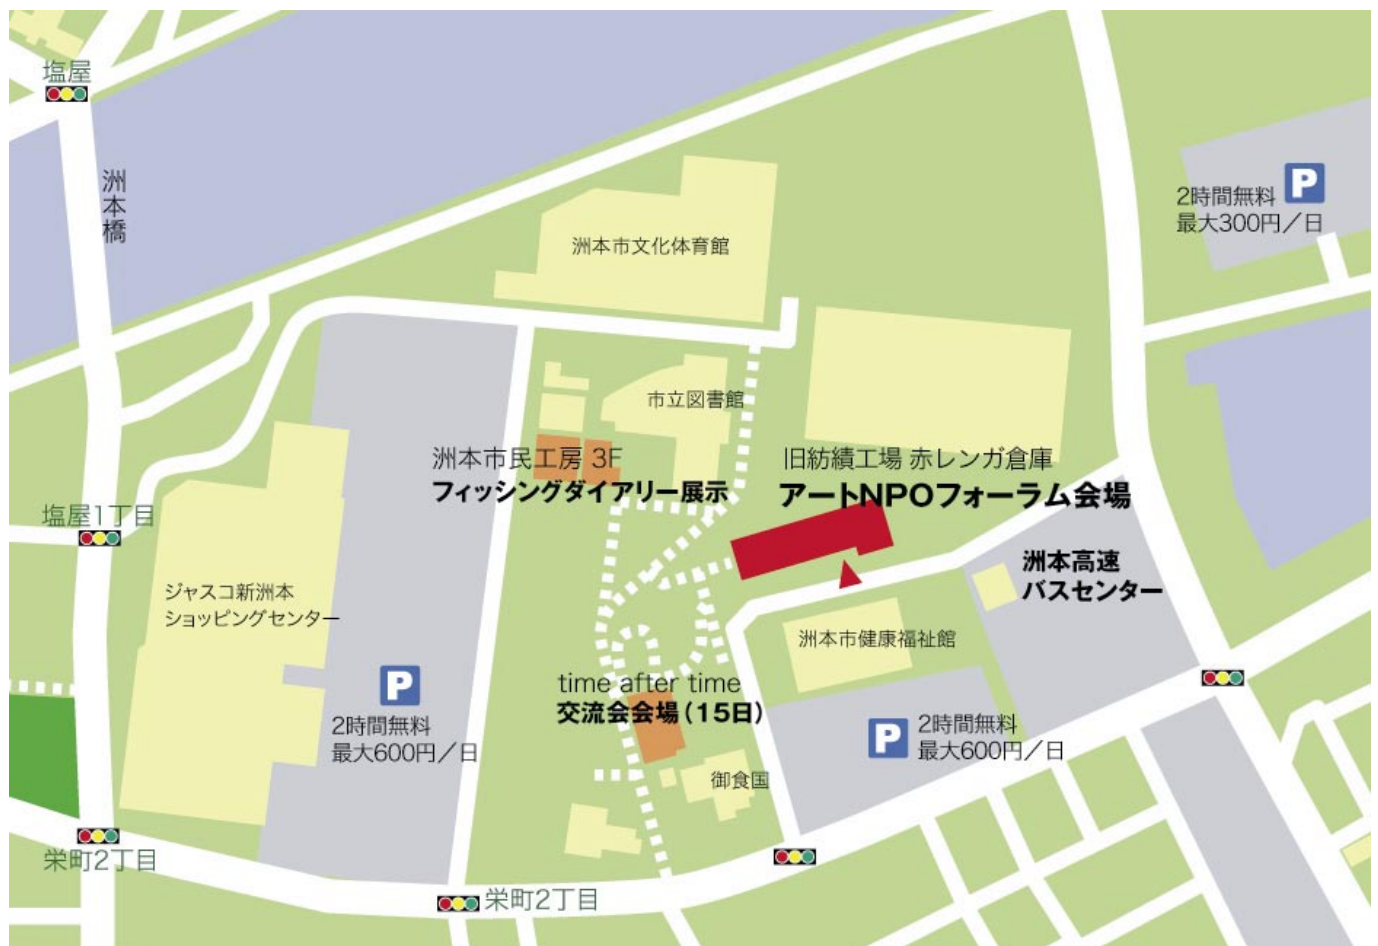 塩屋
洲本橋
洲本市文化体育館
P
2時間無料
最大300円／日
市立図書館
洲本市民工房 3F
フィッシングダイアリー展示
旧紡績工場 赤レンガ倉庫
アートNPOフォーラム会場
塩屋1丁目
洲本高速
バスセンター
ジャスコ新洲本
ショッピングセンター
洲本市健康福祉館
time after time
交流会会場（15日）
P
2時間無料
最大600円／日
P
2時間無料
最大600円／日
御食国
栄町2丁目
栄町2丁目